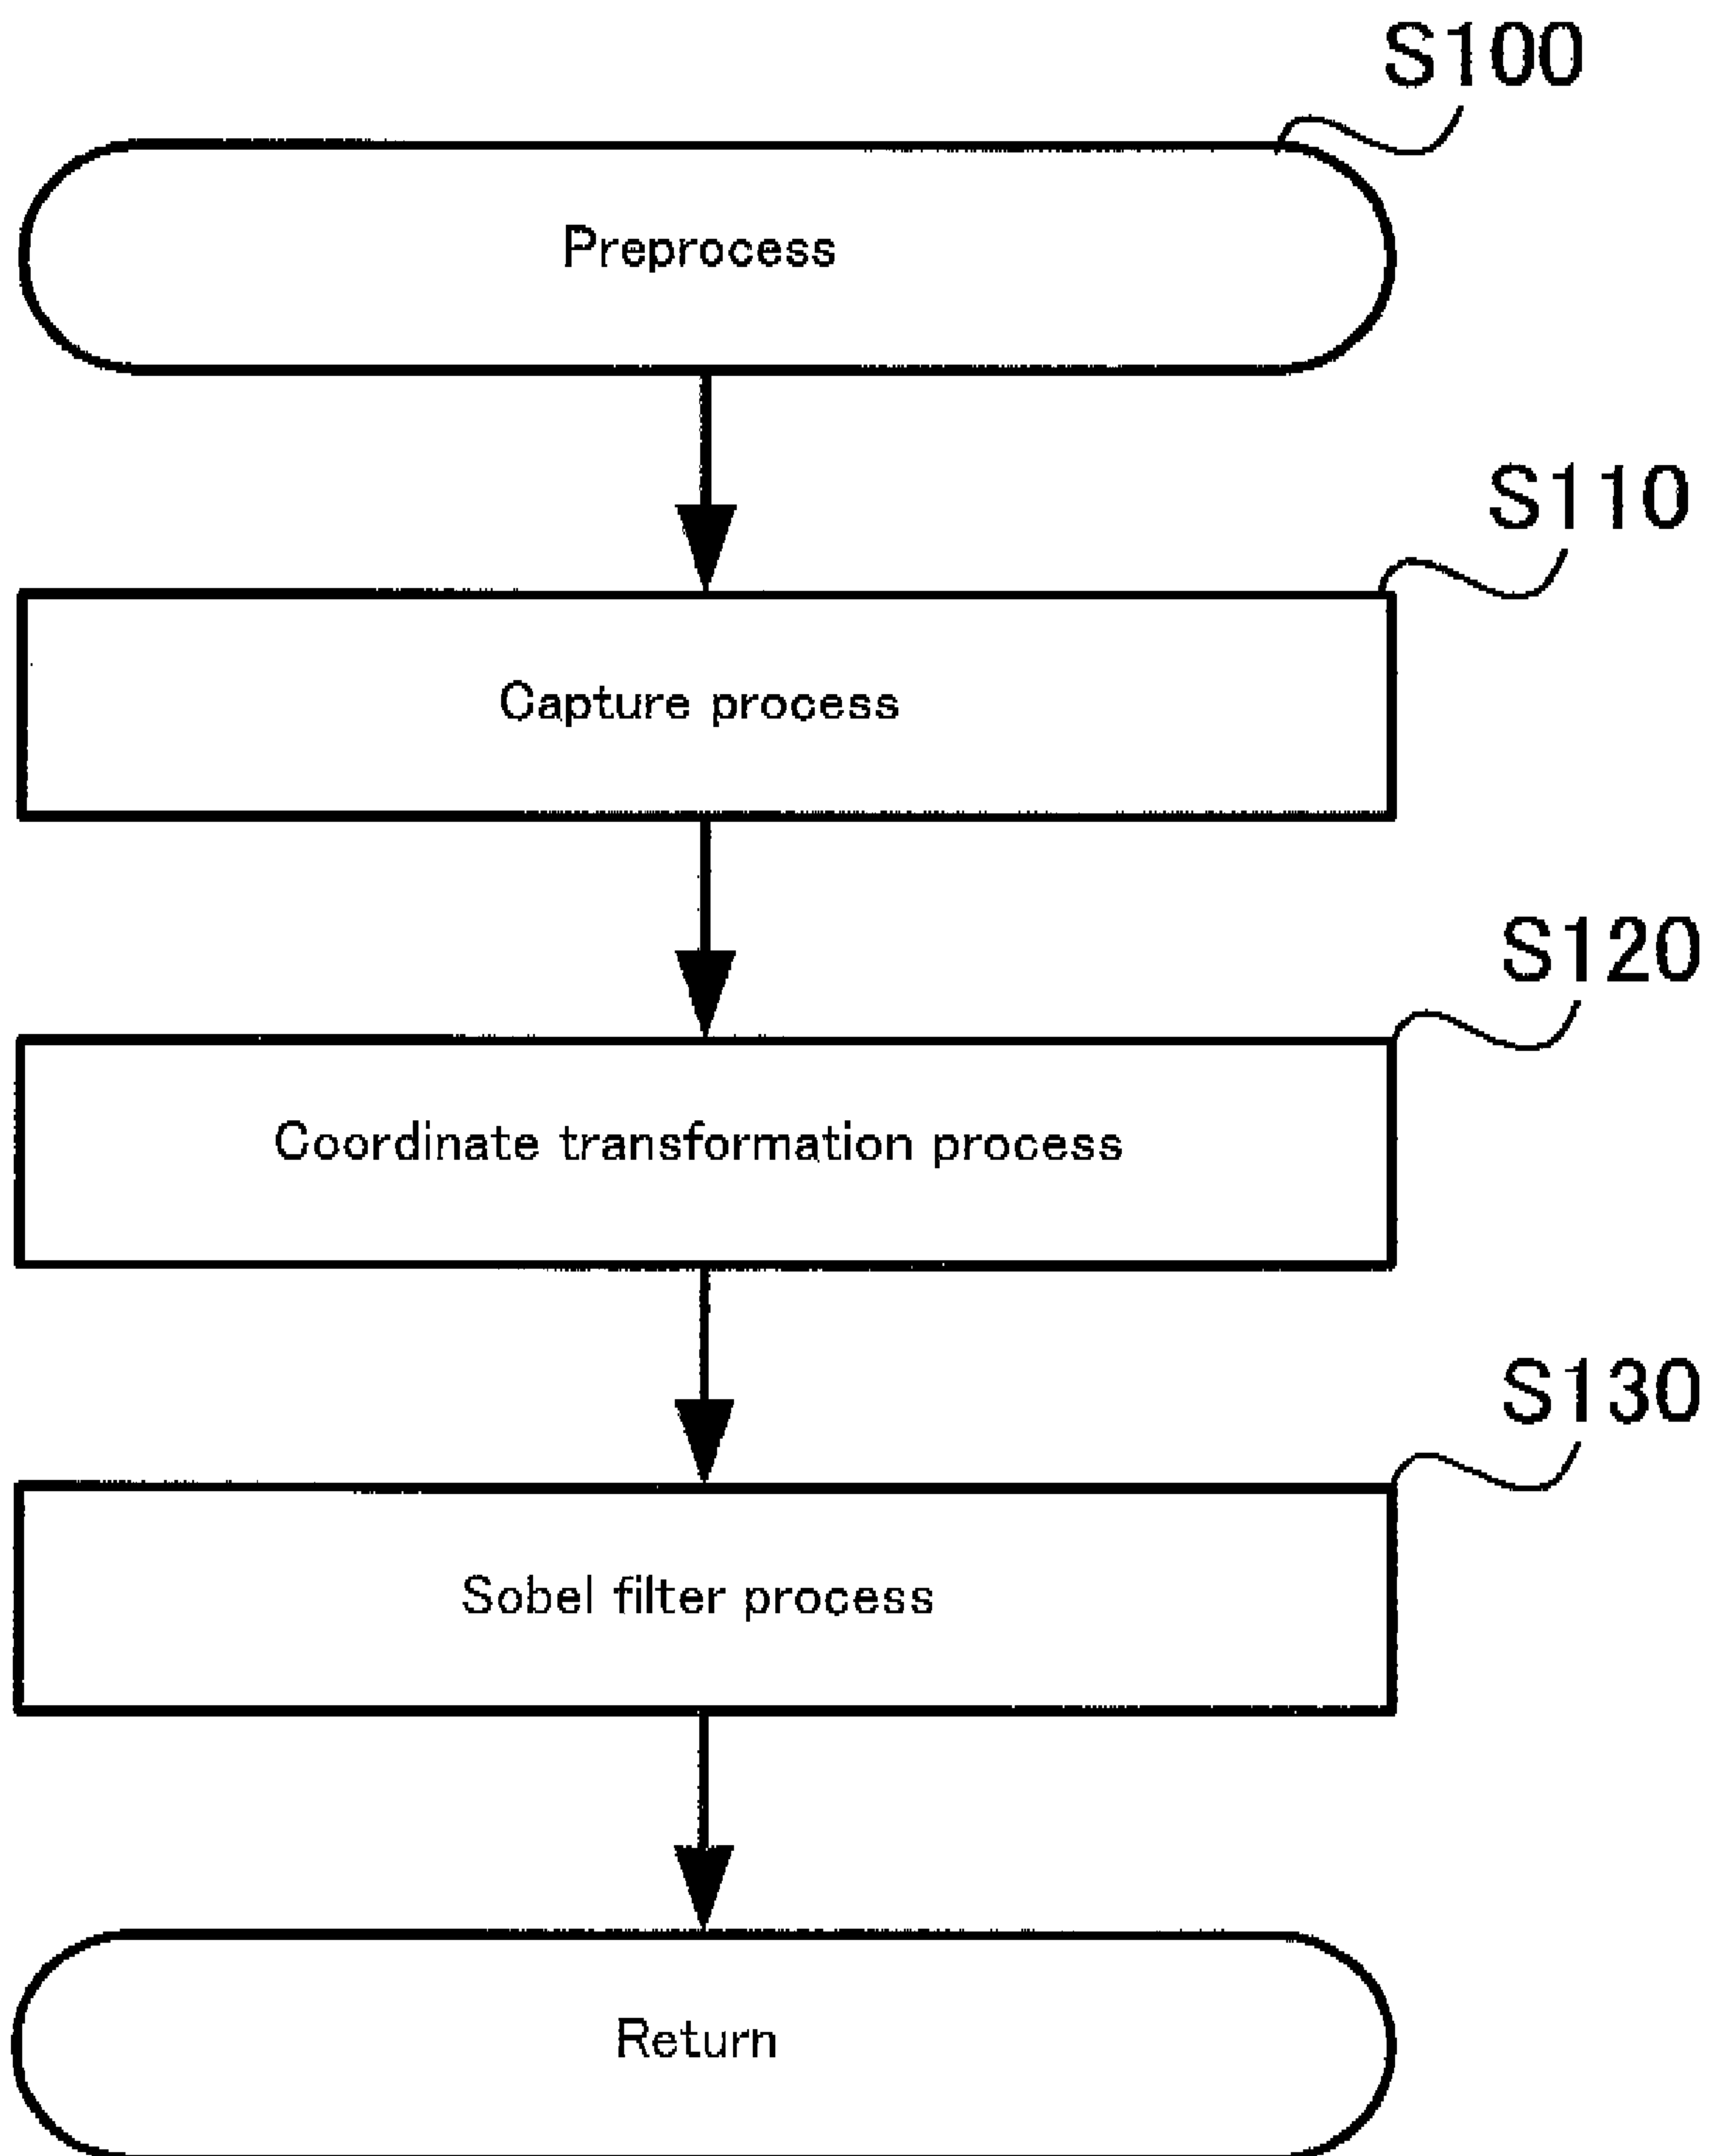 S100
Preprocess
S110
Capture process
S120
Coordinate transformation process
S130
Sobel filter process
Return